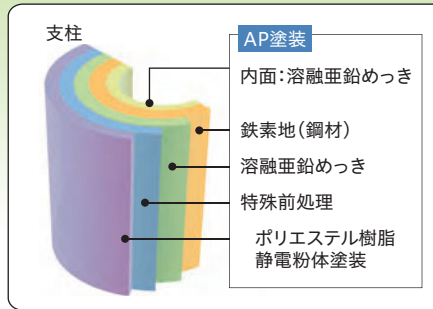 支柱
AP塗装
内面：溶融亜鉛めっき
鉄素地（鋼材）
溶融亜鉛めっき
特殊前処理
ポリエステル樹脂
静電粉体塗装